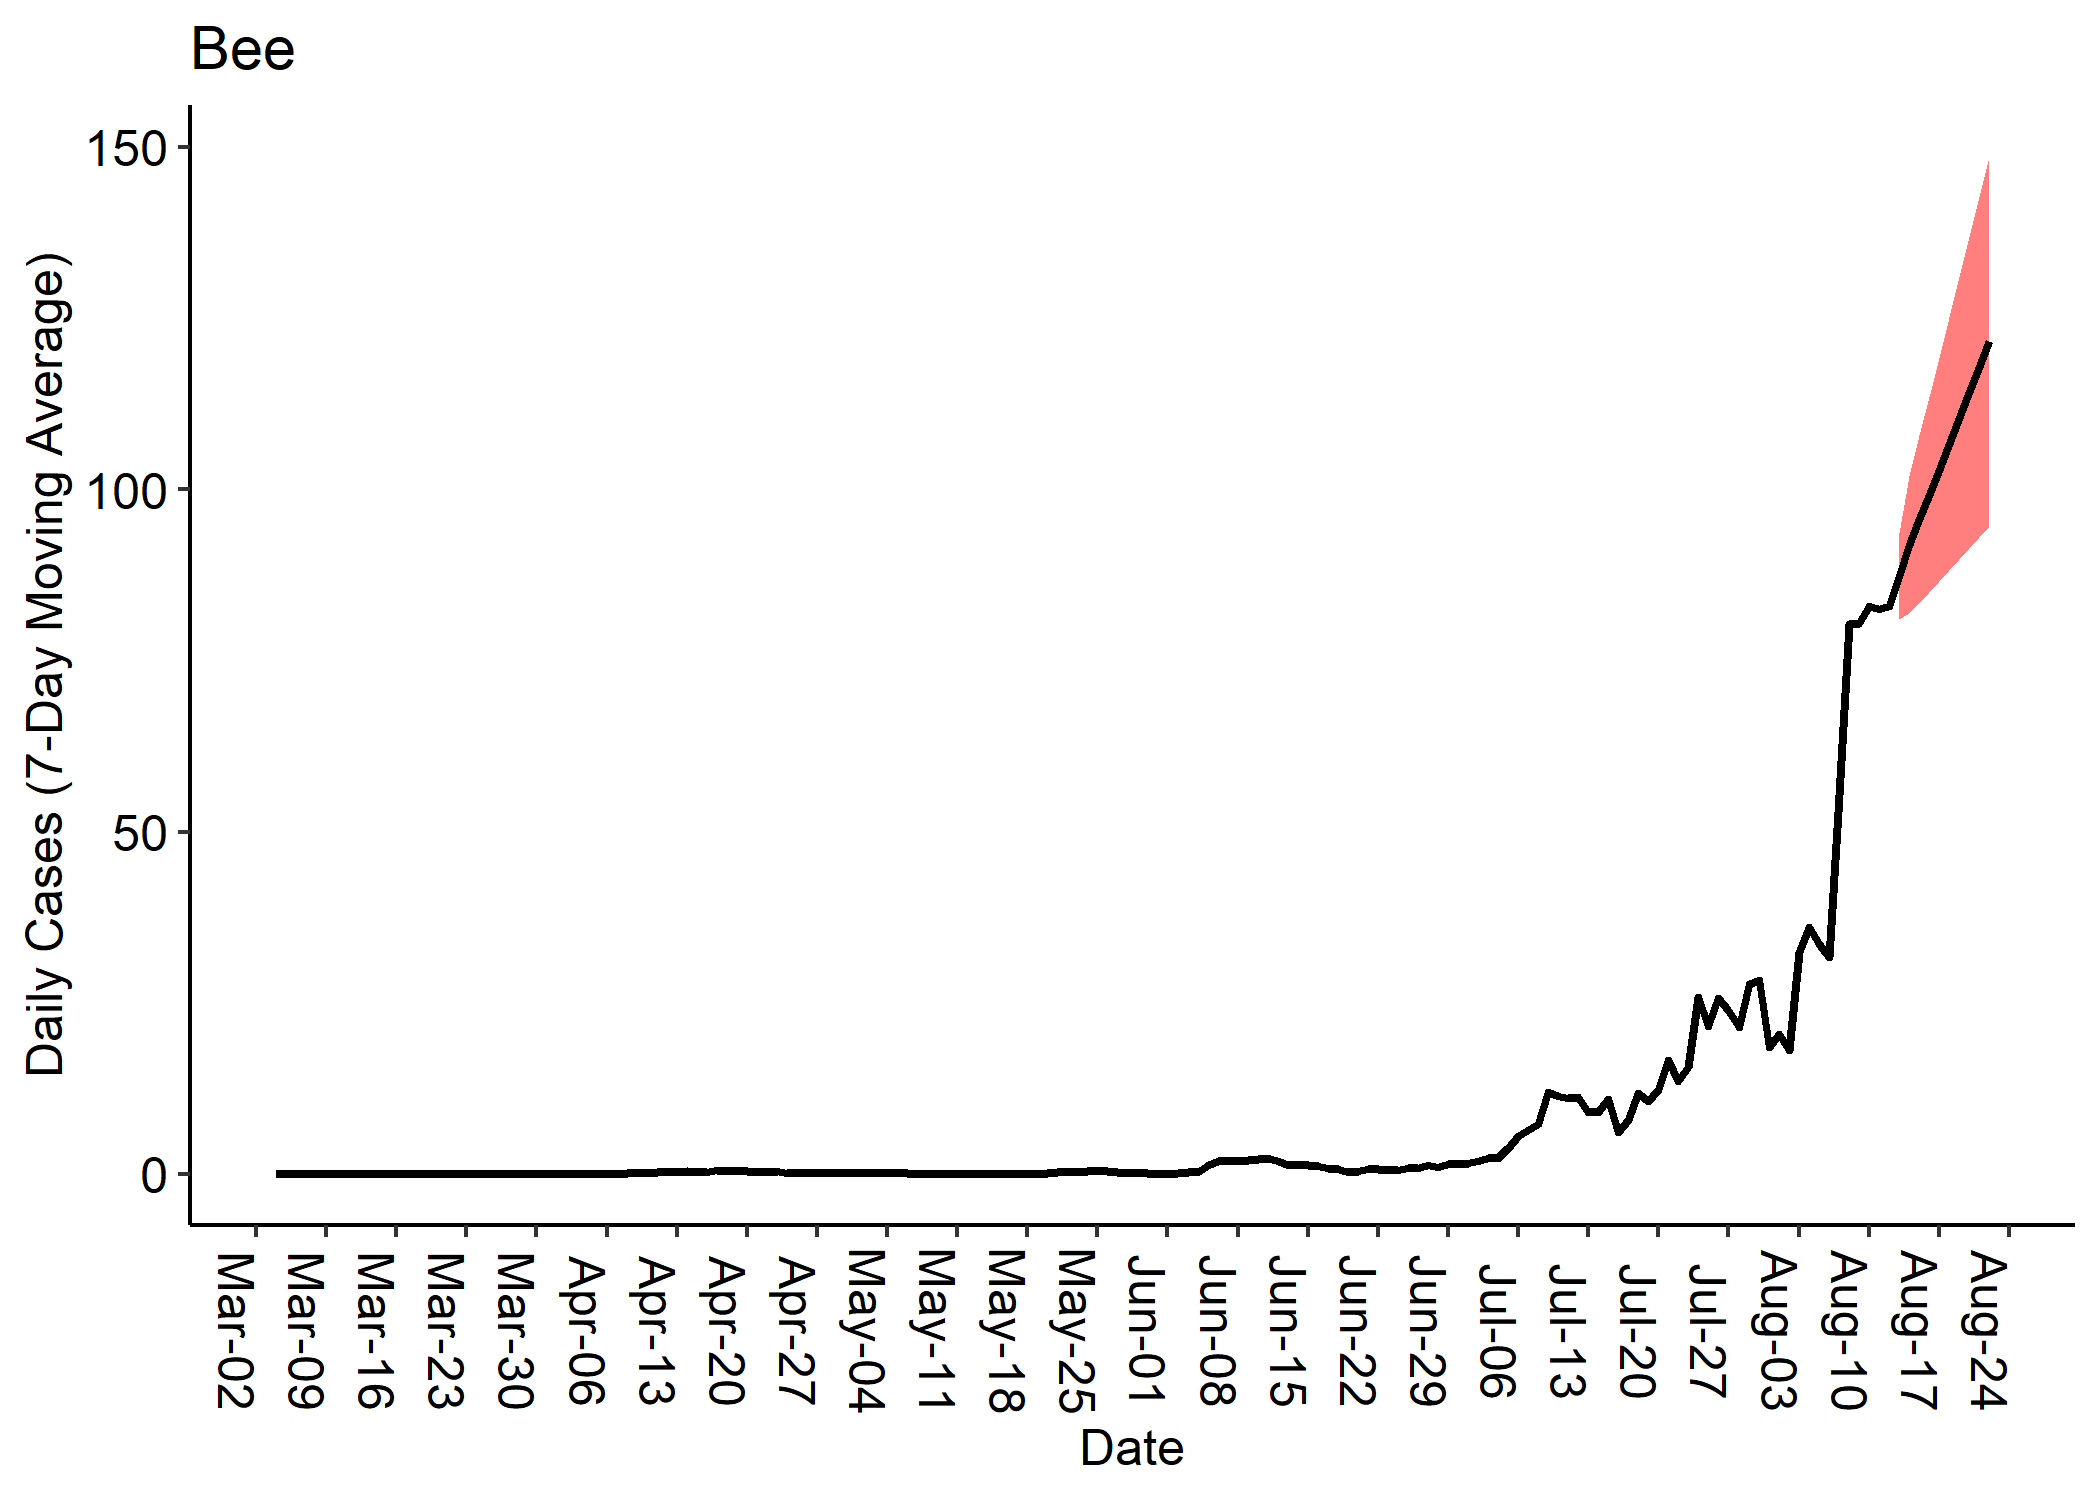 Bee
Daily Cases (7-Day Moving Average)
150
100
50
0
Mar-02
Mar-09
Mar-16
Mar-23
Mar-30
Apr-06
Apr-13
Apr-20
Apr-27
May-04
May-11
May-18
May-25
Jun-01
Jun-08
Jun-15
Jun-22
Jun-29
Jul-06
Jul-13
Jul-20
Jul-27
Aug-03
Aug-10
Aug-17
Aug-24
Date